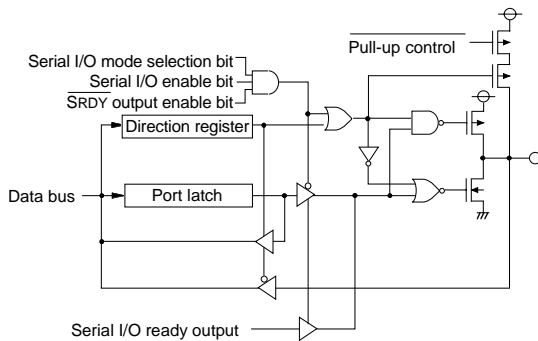 Pull-up control
Serial I/O mode selection bit
Serial I/O enable bit
SRDY output enable bit
Direction register
Data bus
Port latch
Serial I/O ready output